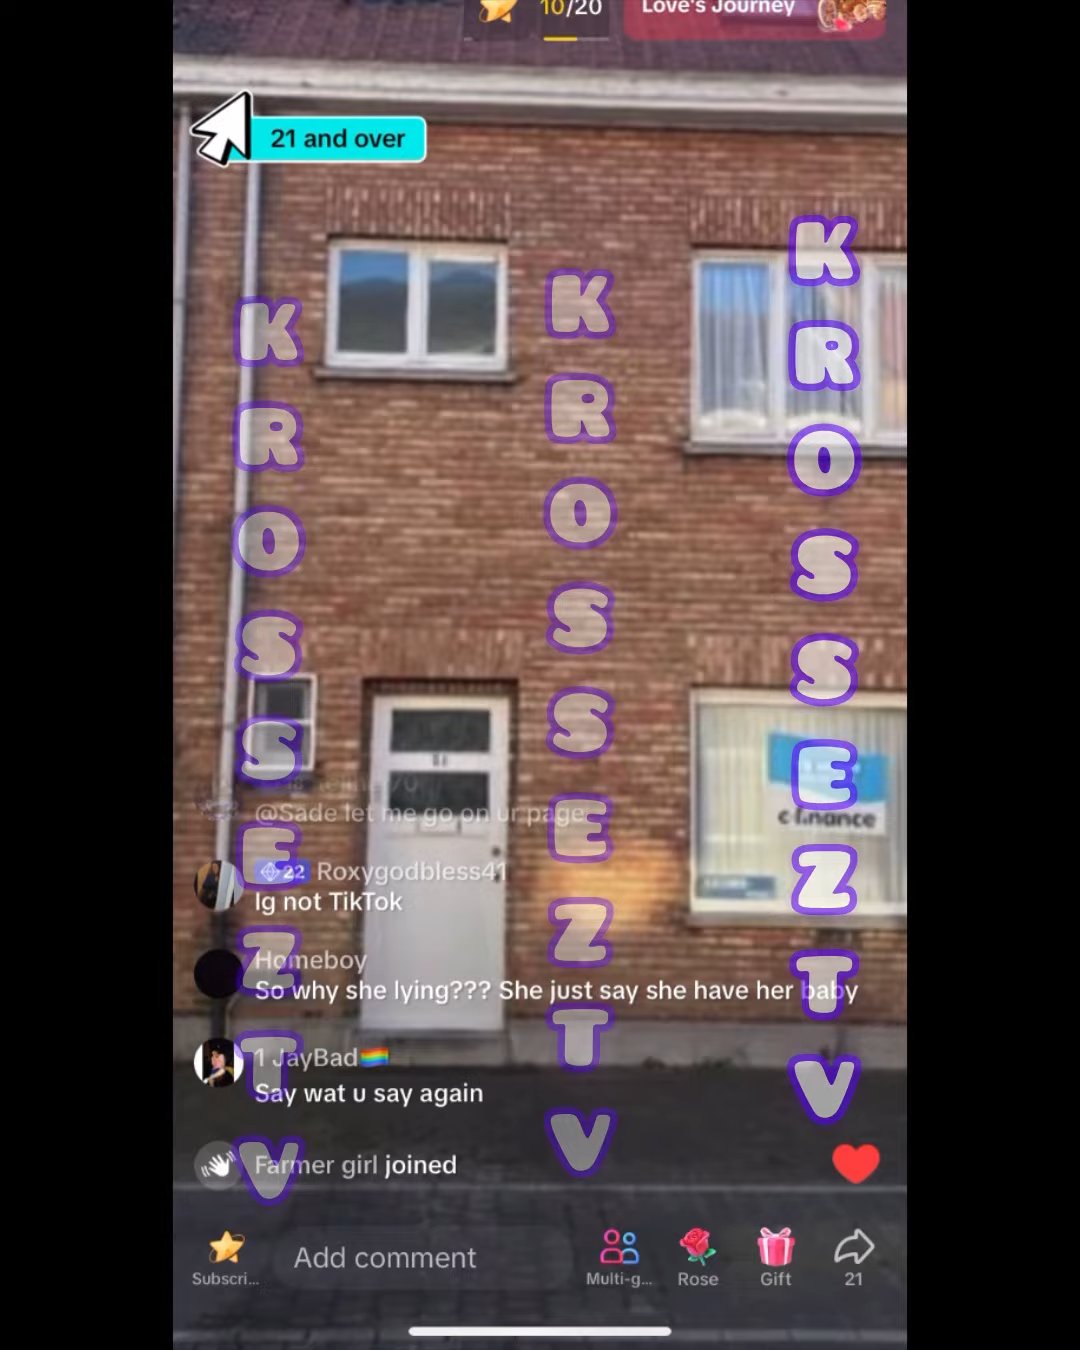 10/20
Love's Journey
21 and over
KROSSEZTV
KROSSEZTV
KROSSEZTV
c-finance
@Sade let me go on ur page
22 Roxygodbless41
Ig not TikTok
Homeboy
So why she lying??? She just say she have her baby
1 JayBad🏳️‍🌈
Say wat u say again
Farmer girl joined
Add comment
Subscri...
Multi-g...
Rose
Gift
21